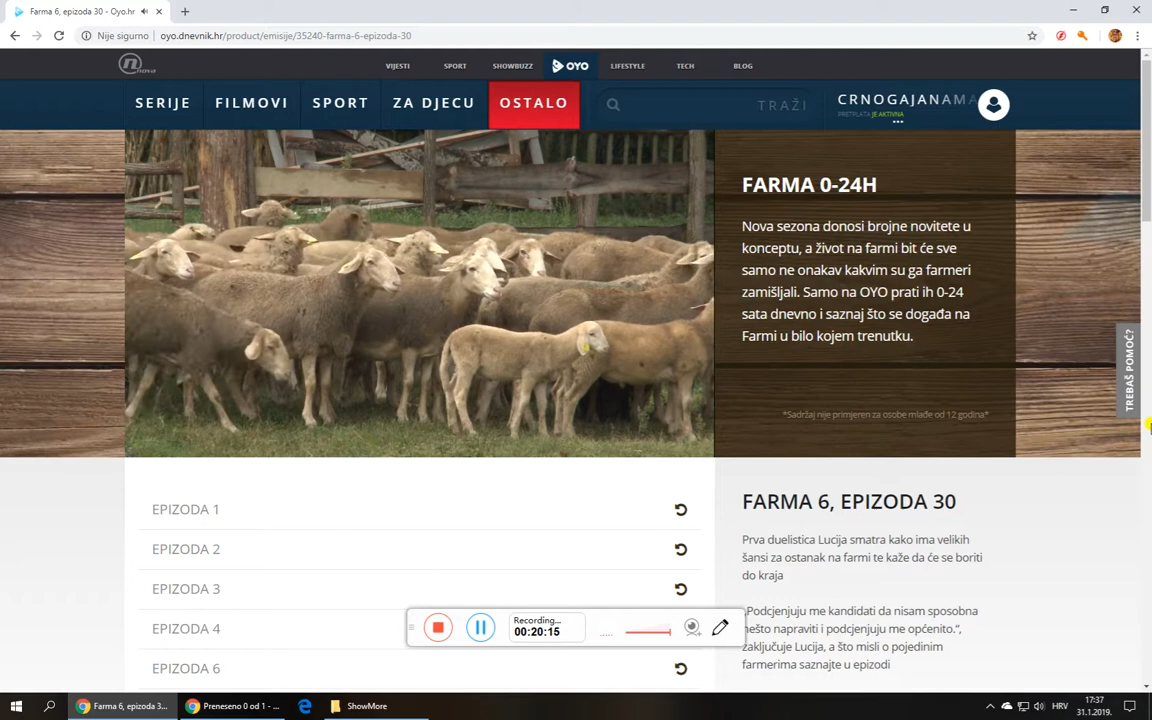 Farma 6, epizoda 30 - Oyo.hr
Nije sigurno
oyo.dnevnik.hr/product/emisije/35240-farma-6-epizoda-30
nova
VIJESTI
SPORT
SHOWBUZZ
OYO
LIFESTYLE
TECH
BLOG
SERIJE
FILMOVI
SPORT
ZA DJECU
OSTALO
TRAŽI
CRNOGAJANAMA
PRETPLATA JE AKTIVNA
FARMA 0-24H
Nova sezona donosi brojne novitete u
konceptu, a život na farmi bit će sve
samo ne onakav kakvim su ga farmeri
zamišljali. Samo na OYO prati ih 0-24
sata dnevno i saznaj što se događa na
Farmi u bilo kojem trenutku.
*Sadržaj nije primjeren za osobe mlađe od 12 godina*
TREBAŠ POMOĆ?
EPIZODA 1
EPIZODA 2
EPIZODA 3
EPIZODA 4
EPIZODA 6
FARMA 6, EPIZODA 30
Prva duelistica Lucija smatra kako ima velikih
šansi za ostanak na farmi te kaže da će se boriti
do kraja
„Podcjenjuju me kandidati da nisam sposobna
nešto napraviti i podcjenjuju me općenito.“,
zaključuje Lucija, a što misli o pojedinim
farmerima saznajte u epizodi
Recording...
00:20:15
Farma 6, epizoda 3...
Preneseno 0 od 1 - ...
ShowMore
HRV
17:37
31.1.2019.